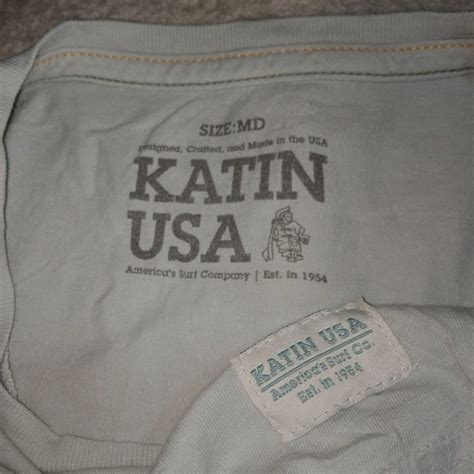 SIZE:MD
Designed, Crafted, and Made in the USA
KATIN
USA
America's Surf Company | Est. in 1954
KATIN USA
America's Surf Co.
Est. in 1954